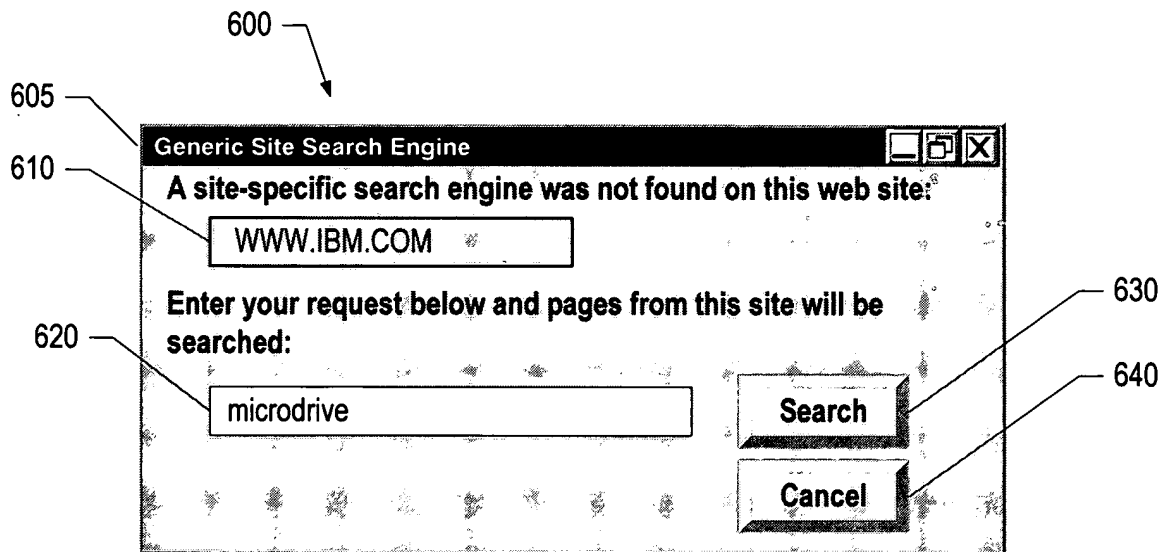 600
605
Generic Site Search Engine
610
A site-specific search engine was not found on this web site:
WWW.IBM.COM
Enter your request below and pages from this site will be
searched:
630
620
640
microdrive
Search
Cancel